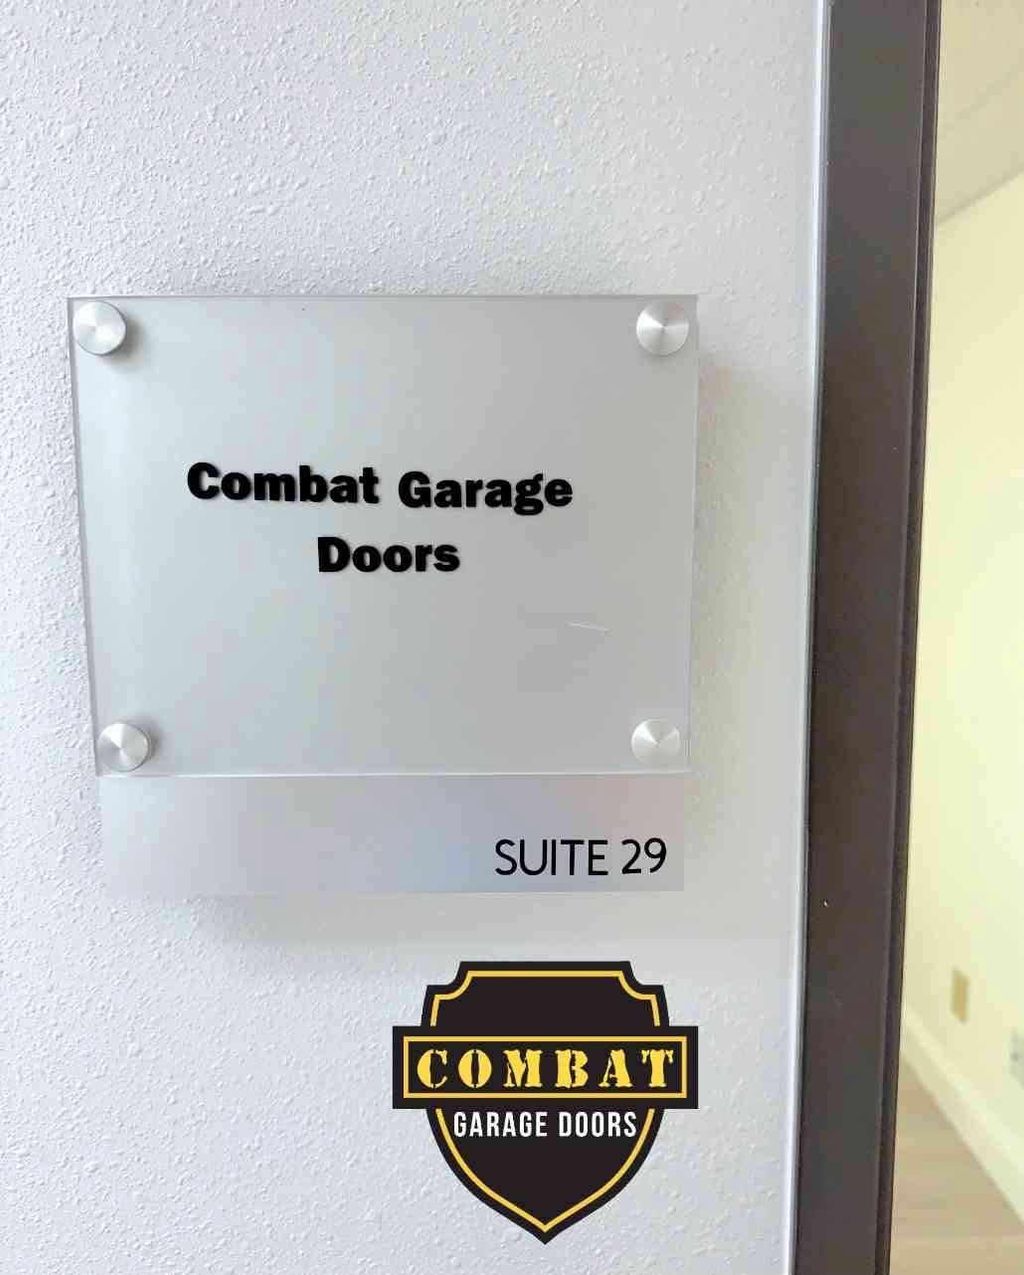 Combat Garage
Doors
SUITE 29
COMBAT
GARAGE DOORS